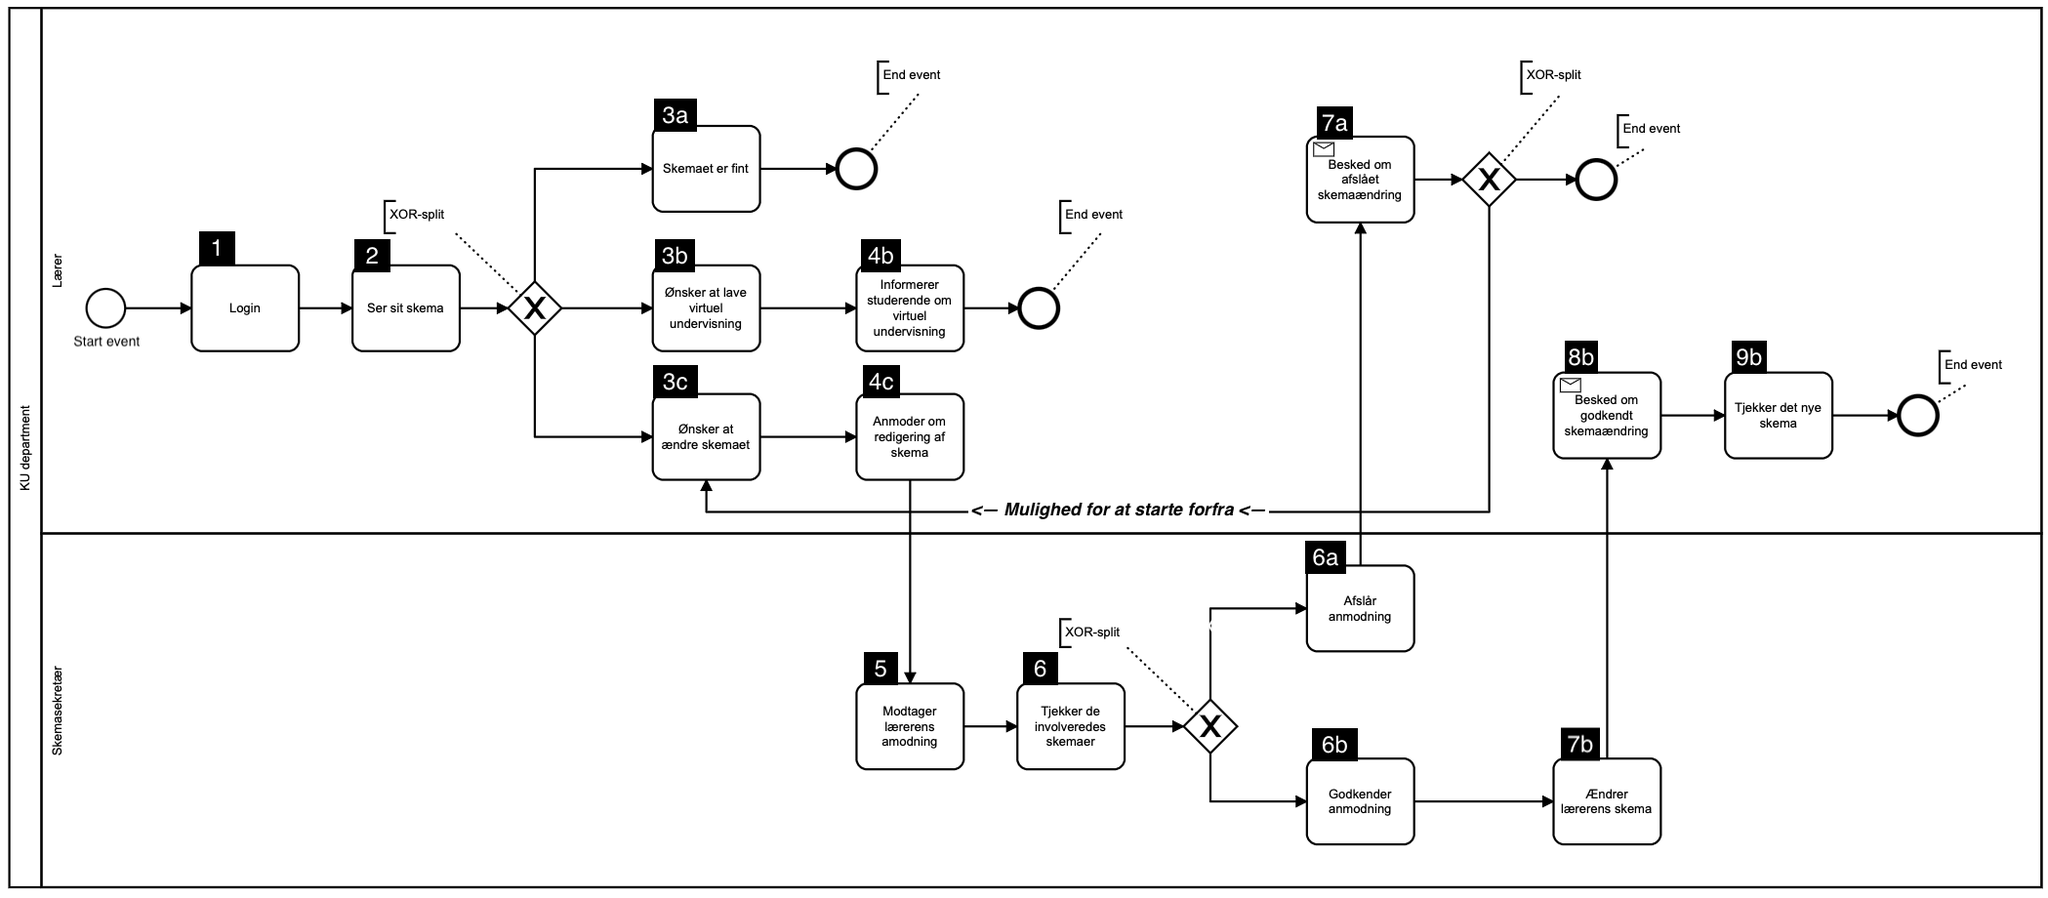 KU department
Lærer
Start event
1
Login
2
Ser sit skema
XOR-split
3a
Skemaet er fint
End event
3b
Ønsker at lave
virtuel
undervisning
4b
Informerer
studerende om
virtuel
undervisning
End event
3c
Ønsker at
ændre skemaet
4c
Anmoder om
redigering af
skema
7a
Besked om
afslået
skemaændring
XOR-split
X
End event
X
<— Mulighed for at starte forfra <—
8b
Besked om
godkendt
skemaændring
9b
Tjekker det nye
skema
End event
Skemasekretær
5
Modtager
lærerens
amodning
6
Tjekker de
involveredes
skemaer
XOR-split
X
6a
Afslår
anmodning
6b
Godkender
anmodning
7b
Ændrer
lærerens skema